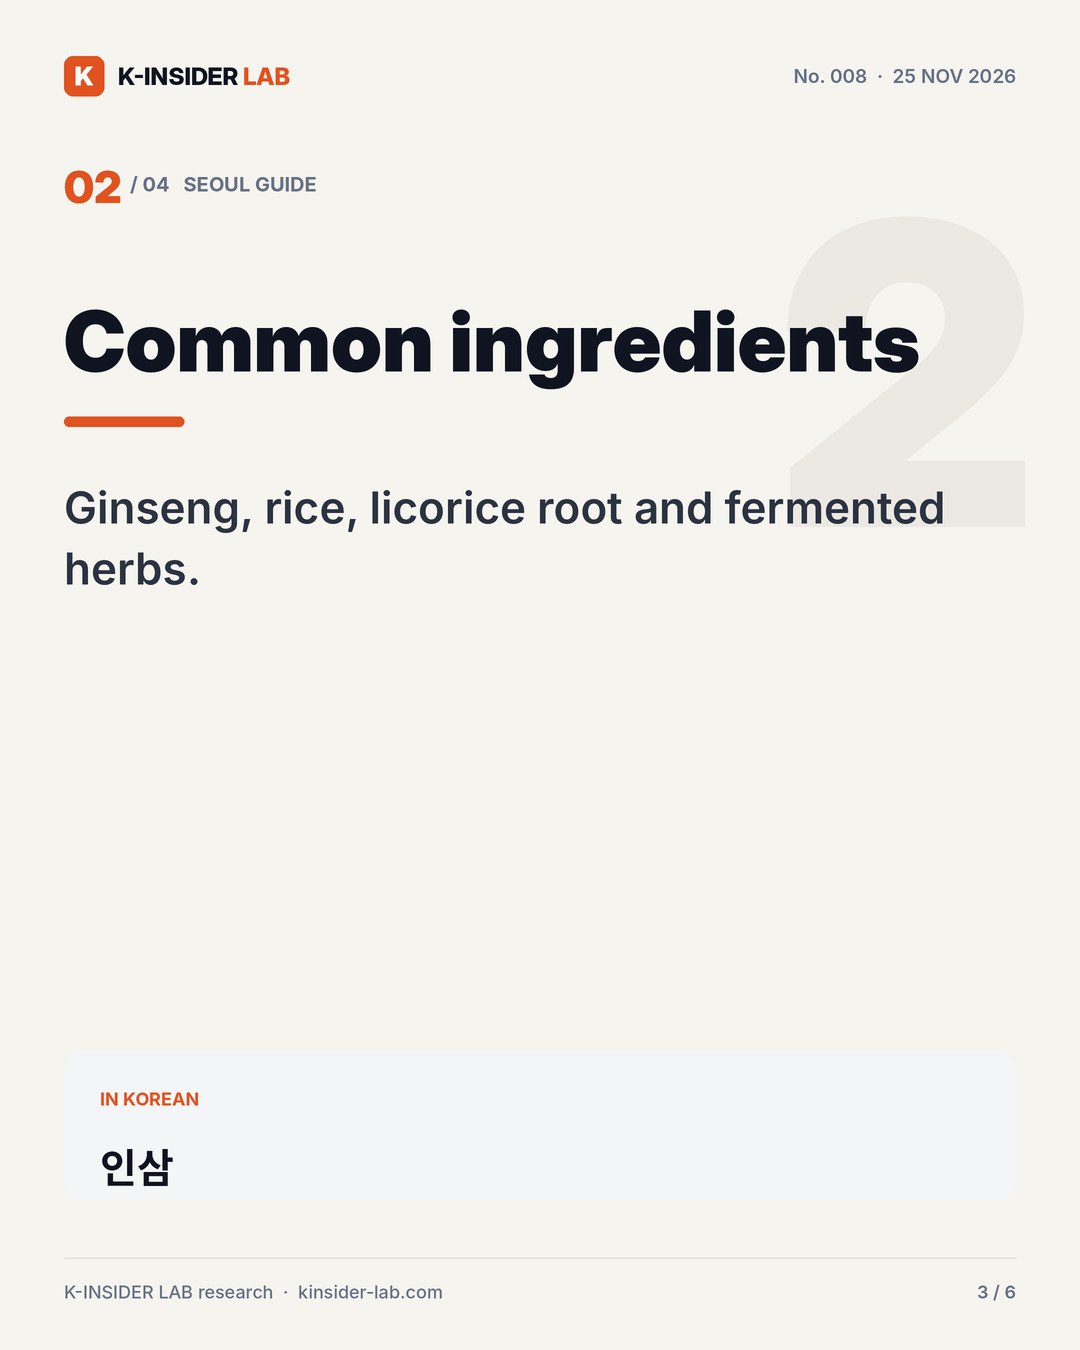 K K-INSIDER LAB
No. 008 · 25 NOV 2026
02 / 04 SEOUL GUIDE
2
Common ingredients
Ginseng, rice, licorice root and fermented
herbs.
IN KOREAN
인삼
K-INSIDER LAB research · kinsider-lab.com
3 / 6